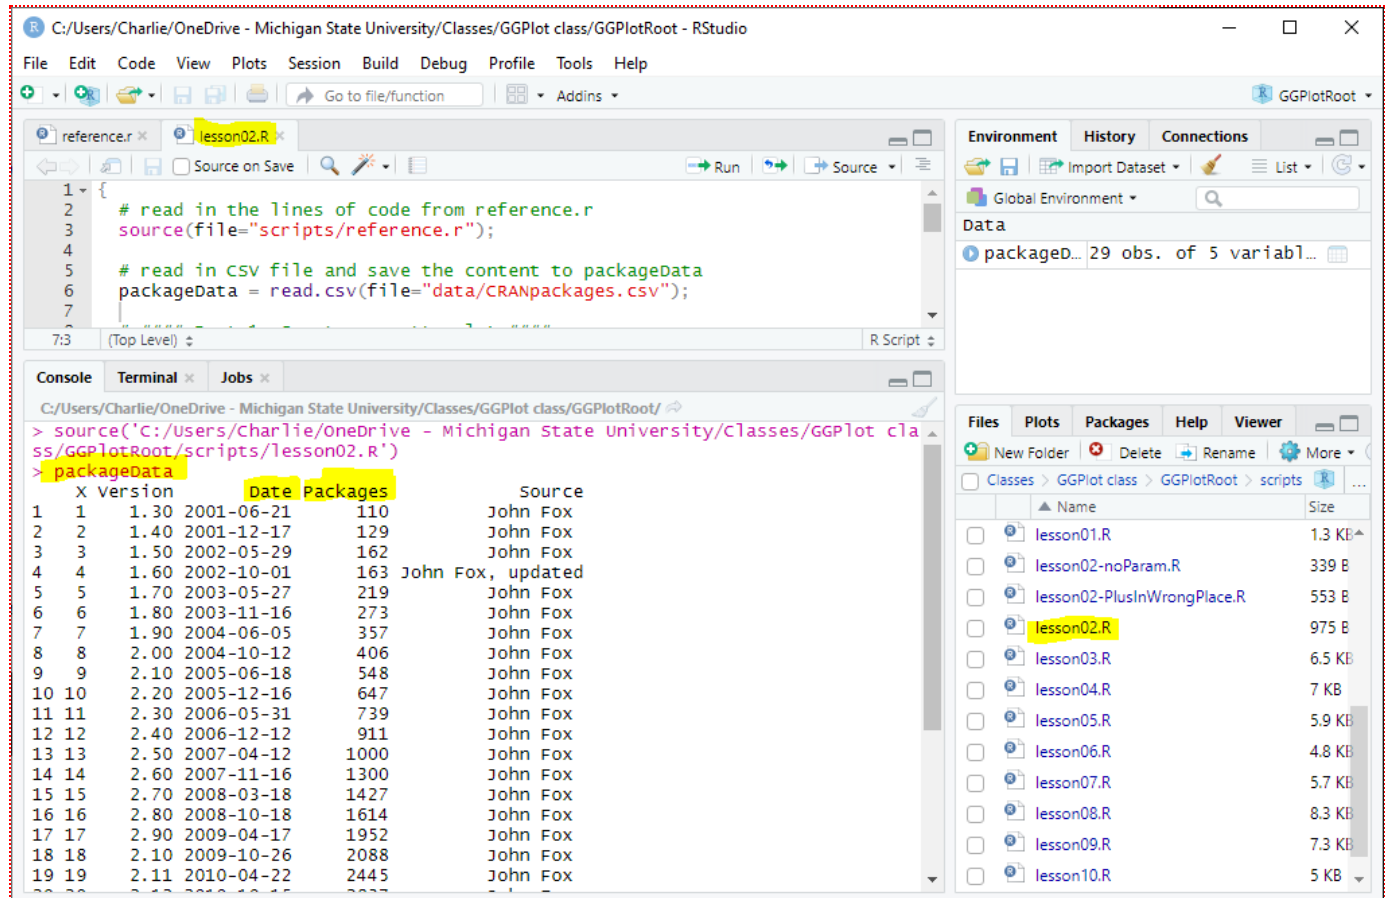 C:/Users/Charlie/OneDrive - Michigan State University/Classes/GGPlot class/GGPlotRoot - RStudio
File Edit Code View Plots Session Build Debug Profile Tools Help
Go to file/function Addins GGPlotRoot
reference.r lesson02.R
Source on Save Run Source
1 {
2 # read in the lines of code from reference.r
3 source(file="scripts/reference.r");
4
5 # read in CSV file and save the content to packageData
6 packageData = read.csv(file="data/CRANpackages.csv");
7
7:3 (Top Level) R Script
Console Terminal Jobs
C:/Users/Charlie/OneDrive - Michigan State University/Classes/GGPlot class/GGPlotRoot/
> source('C:/Users/Charlie/OneDrive - Michigan State University/Classes/GGPlot cla
ss/GGPlotRoot/scripts/lesson02.R')
> packageData
X Version Date Packages Source
1 1 1.30 2001-06-21 110 John Fox
2 2 1.40 2001-12-17 129 John Fox
3 3 1.50 2002-05-29 162 John Fox
4 4 1.60 2002-10-01 163 John Fox, updated
5 5 1.70 2003-05-27 219 John Fox
6 6 1.80 2003-11-16 273 John Fox
7 7 1.90 2004-06-05 357 John Fox
8 8 2.00 2004-10-12 406 John Fox
9 9 2.10 2005-06-18 548 John Fox
10 10 2.20 2005-12-16 647 John Fox
11 11 2.30 2006-05-31 739 John Fox
12 12 2.40 2006-12-12 911 John Fox
13 13 2.50 2007-04-12 1000 John Fox
14 14 2.60 2007-11-16 1300 John Fox
15 15 2.70 2008-03-18 1427 John Fox
16 16 2.80 2008-10-18 1614 John Fox
17 17 2.90 2009-04-17 1952 John Fox
18 18 2.10 2009-10-26 2088 John Fox
19 19 2.11 2010-04-22 2445 John Fox
Environment History Connections
Import Dataset List
Global Environment
Data
packageD... 29 obs. of 5 variabl...
Files Plots Packages Help Viewer
New Folder Delete Rename More
Classes > GGPlot class > GGPlotRoot > scripts ...
Name Size
lesson01.R 1.3 KB
lesson02-noParam.R 339 B
lesson02-PlusInWrongPlace.R 553 B
lesson02.R 975 B
lesson03.R 6.5 KB
lesson04.R 7 KB
lesson05.R 5.9 KB
lesson06.R 4.8 KB
lesson07.R 5.7 KB
lesson08.R 8.3 KB
lesson09.R 7.3 KB
lesson10.R 5 KB